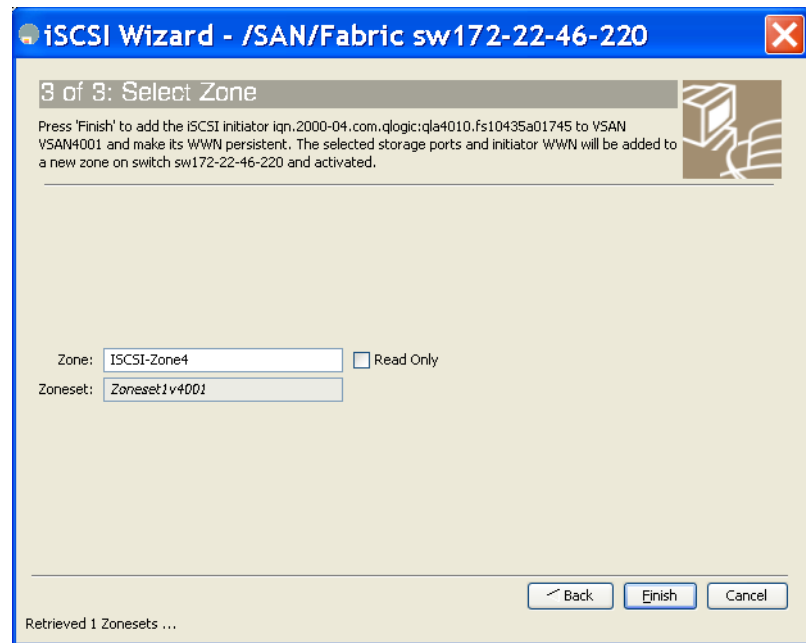 iSCSI Wizard - /SAN/Fabric sw172-22-46-220
3 of 3: Select Zone
Press 'Finish' to add the iSCSI initiator iqn.2000-04.com.qlogic:qla4010.fs10435a01745 to VSAN
VSAN4001 and make its WWN persistent. The selected storage ports and initiator WWN will be added to
a new zone on switch sw172-22-46-220 and activated.
Zone: ISCSI-Zone4 Read Only
Zoneset: Zoneset1v4001
Back Finish Cancel
Retrieved 1 Zonesets ...